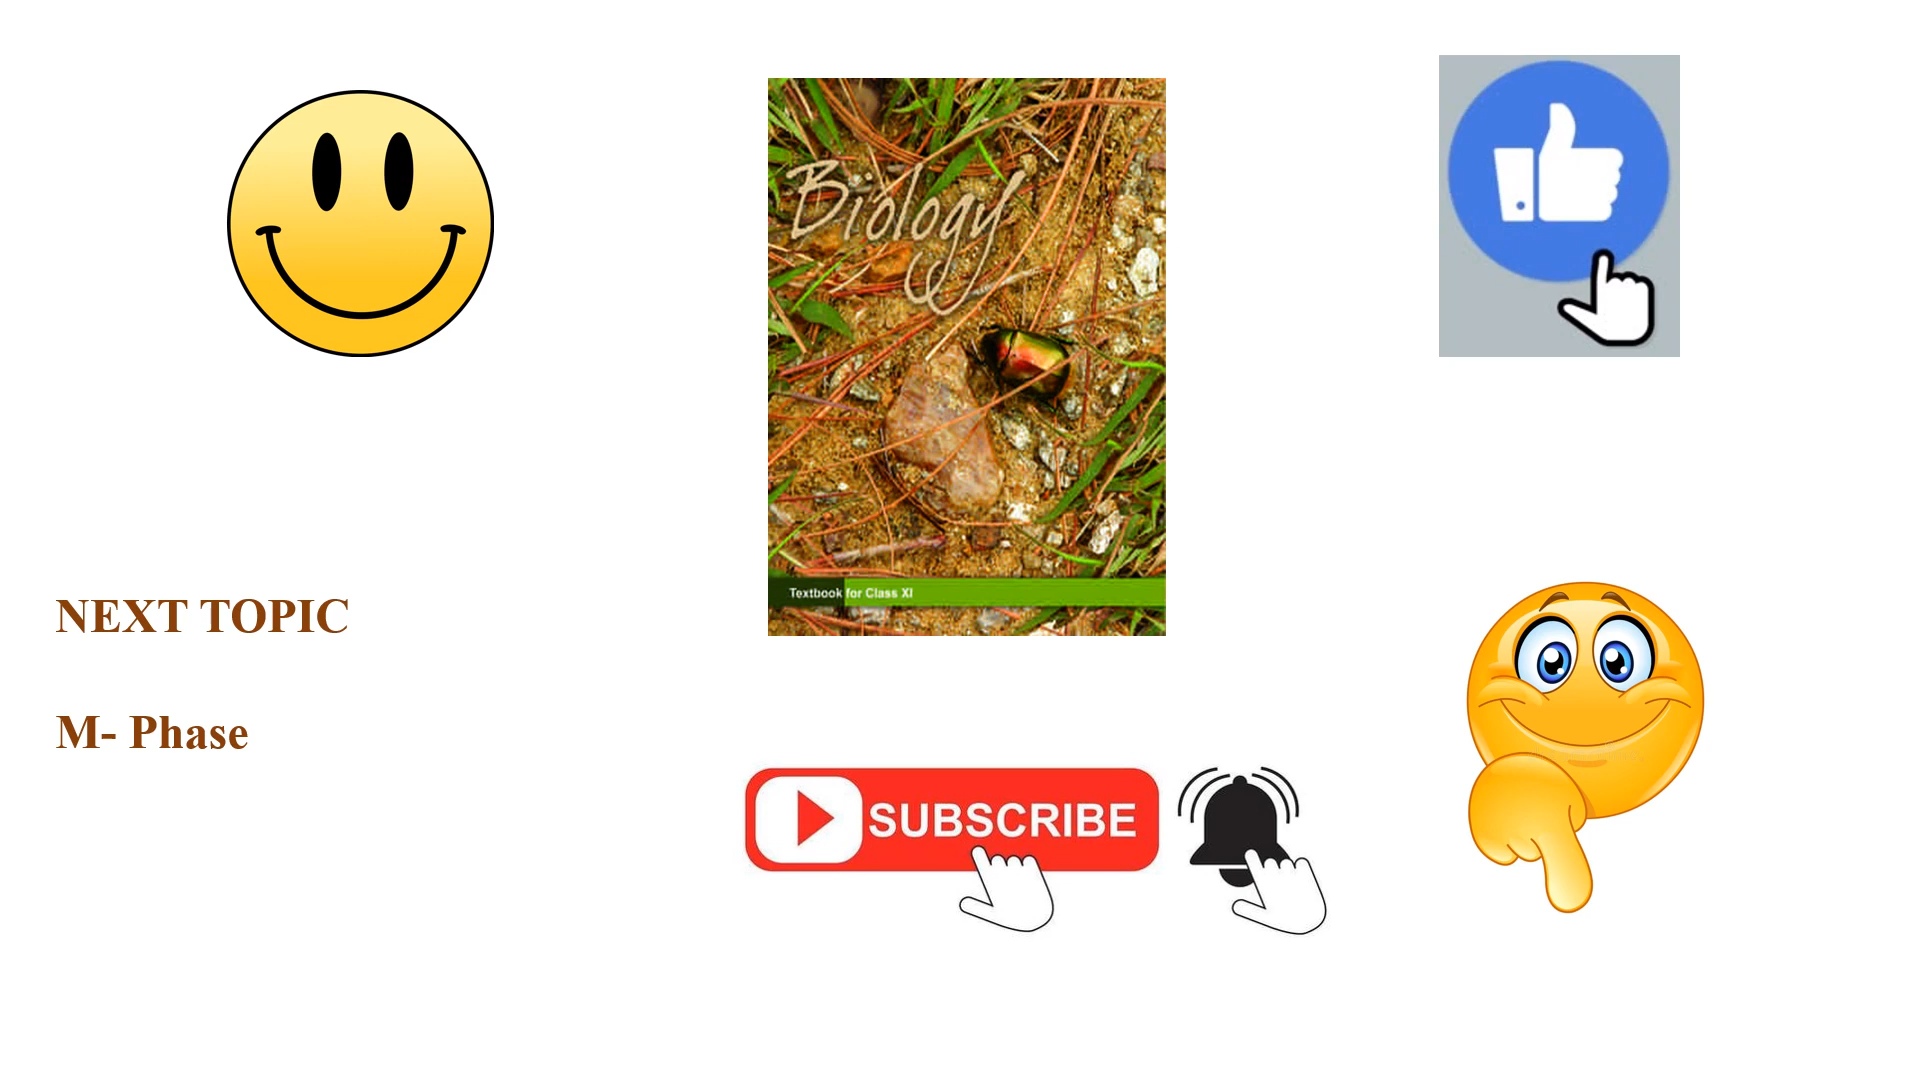 Biology
Textbook for Class XI
NEXT TOPIC
M- Phase
SUBSCRIBE